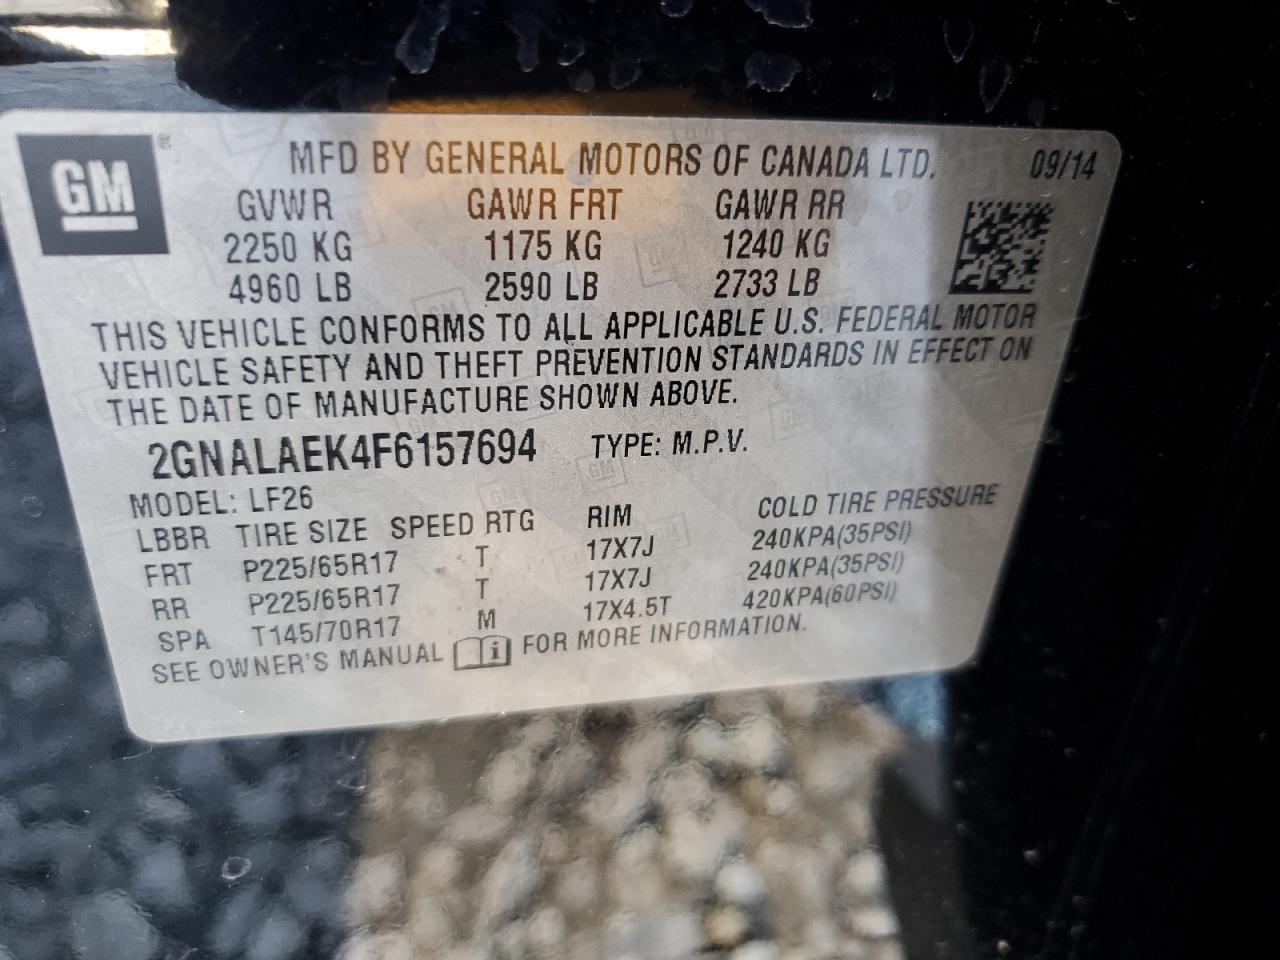 GM ® MFD BY GENERAL MOTORS OF CANADA LTD. 09/14
GVWR GAWR FRT GAWR RR
2250 KG 1175 KG 1240 KG
4960 LB 2590 LB 2733 LB
THIS VEHICLE CONFORMS TO ALL APPLICABLE U.S. FEDERAL MOTOR
VEHICLE SAFETY AND THEFT PREVENTION STANDARDS IN EFFECT ON
THE DATE OF MANUFACTURE SHOWN ABOVE.
2GNALAEK4F6157694 TYPE: M.P.V.
MODEL: LF26
LBBR TIRE SIZE SPEED RTG RIM COLD TIRE PRESSURE
FRT P225/65R17 T 17X7J 240KPA(35PSI)
RR P225/65R17 T 17X7J 240KPA(35PSI)
SPA T145/70R17 M 17X4.5T 420KPA(60PSI)
SEE OWNER'S MANUAL i FOR MORE INFORMATION.